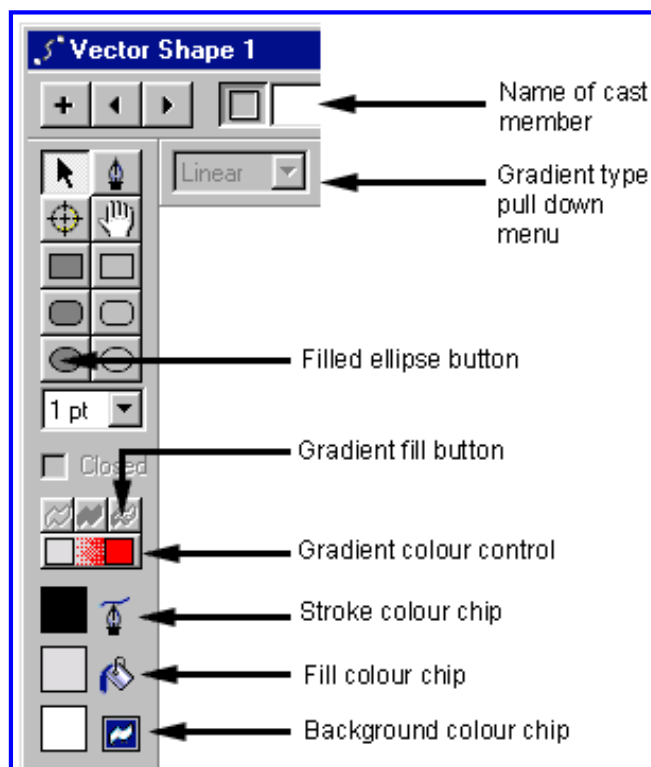 Vector Shape 1
Name of cast
member
Linear
Gradient type
pull down
menu
Filled ellipse button
1 pt
Gradient fill button
Closed
Gradient colour control
Stroke colour chip
Fill colour chip
Background colour chip